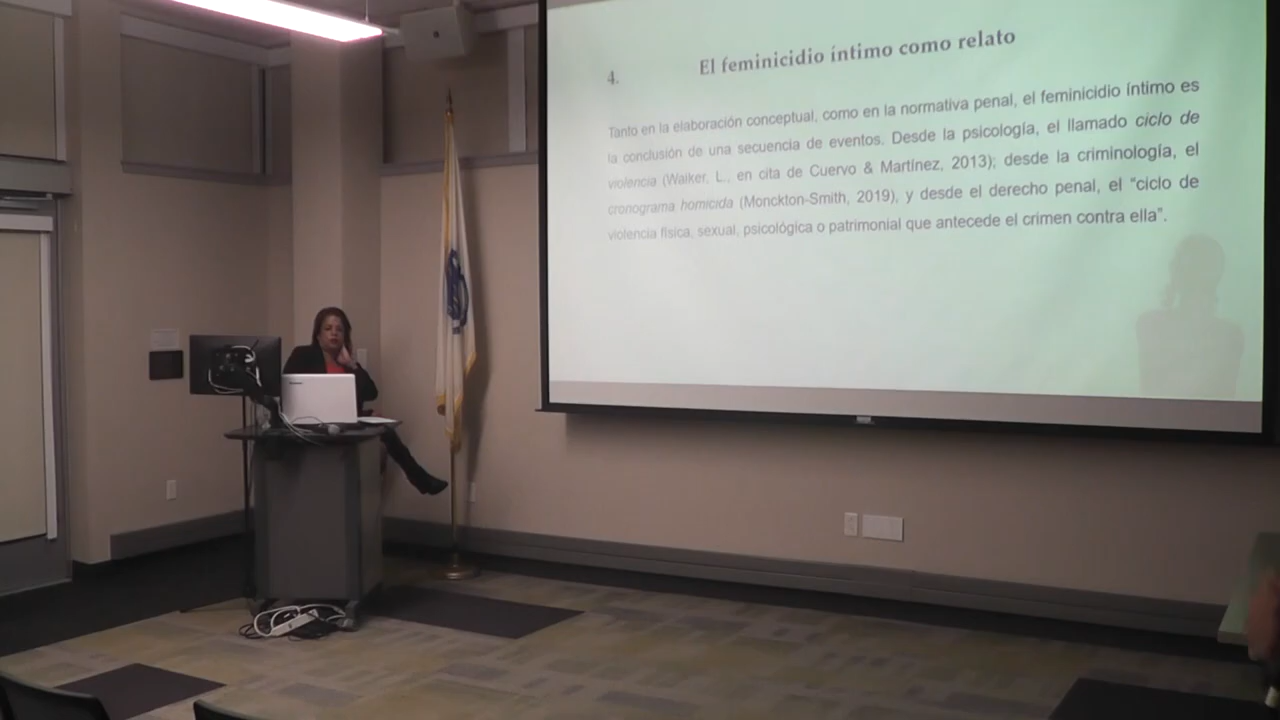 4.
El feminicidio íntimo como relato
Tanto en la elaboración conceptual, como en la normativa penal, el feminicidio íntimo es
la conclusión de una secuencia de eventos. Desde la psicología, el llamado ciclo de
violencia (Walker, L., en cita de Cuervo & Martínez, 2013); desde la criminología, el
cronograma homicida (Monckton-Smith, 2019), y desde el derecho penal, el “ciclo de
violencia física, sexual, psicológica o patrimonial que antecede el crimen contra ella”.